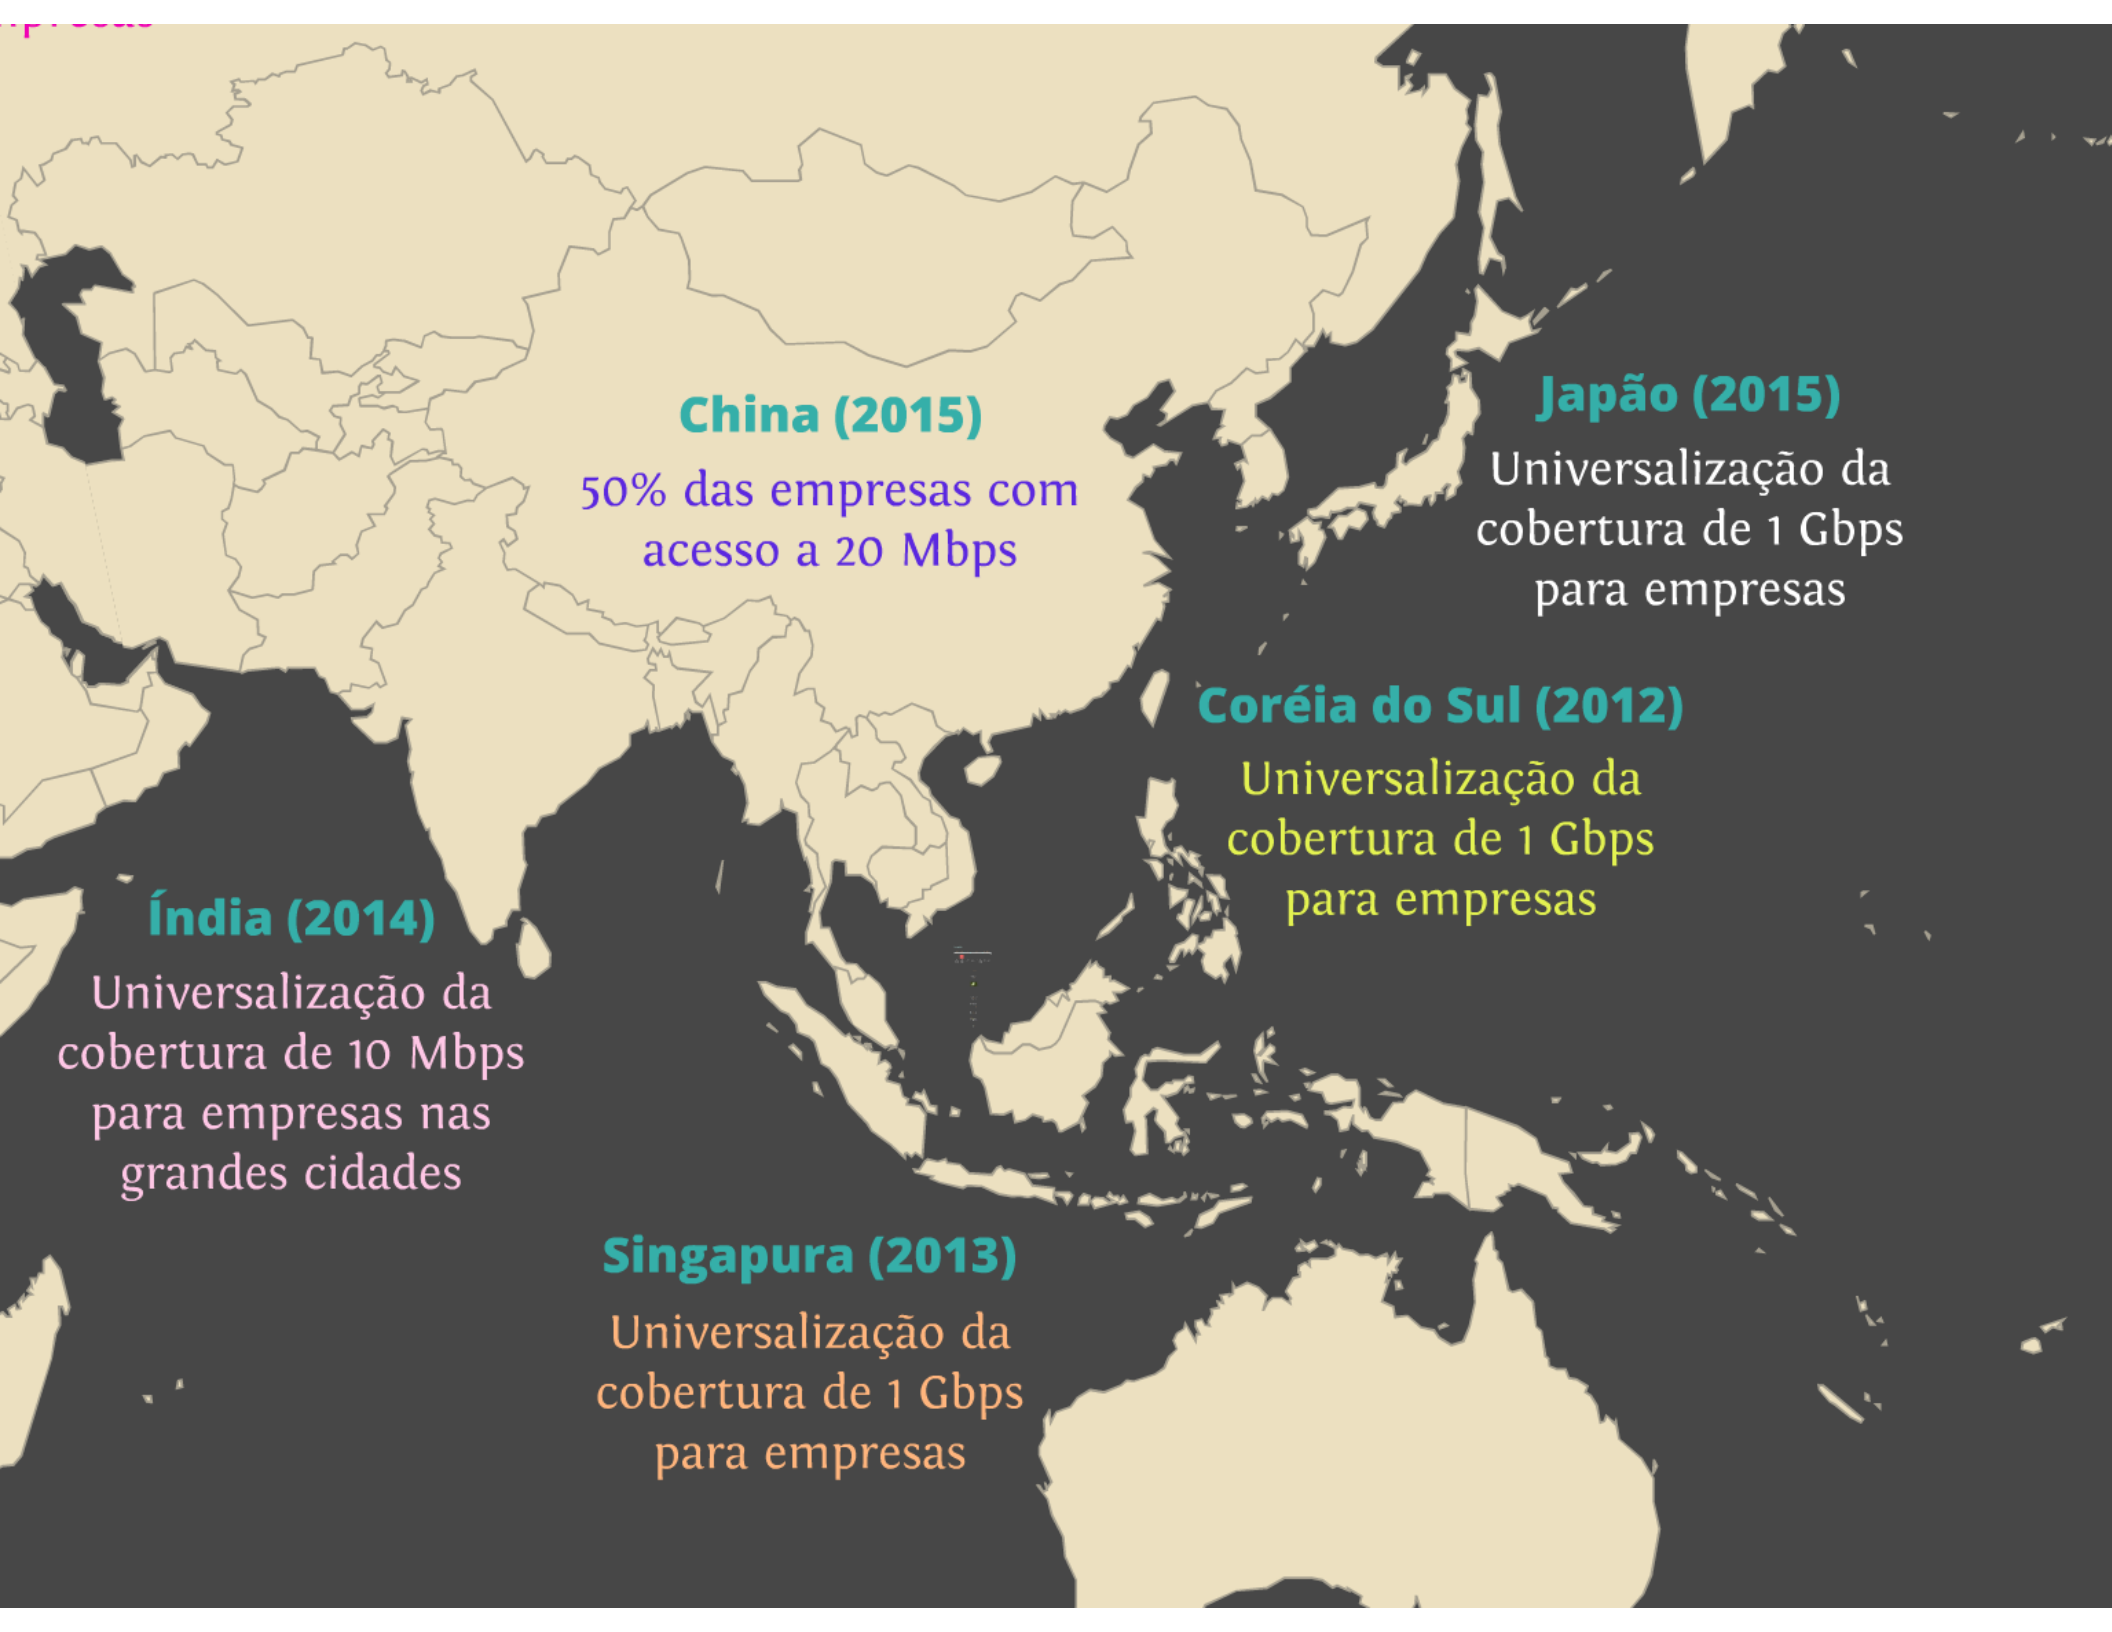 China (2015)
50% das empresas com
acesso a 20 Mbps
Japão (2015)
Universalização da
cobertura de 1 Gbps
para empresas
Coréia do Sul (2012)
Universalização da
cobertura de 1 Gbps
para empresas
Índia (2014)
Universalização da
cobertura de 10 Mbps
para empresas nas
grandes cidades
Singapura (2013)
Universalização da
cobertura de 1 Gbps
para empresas